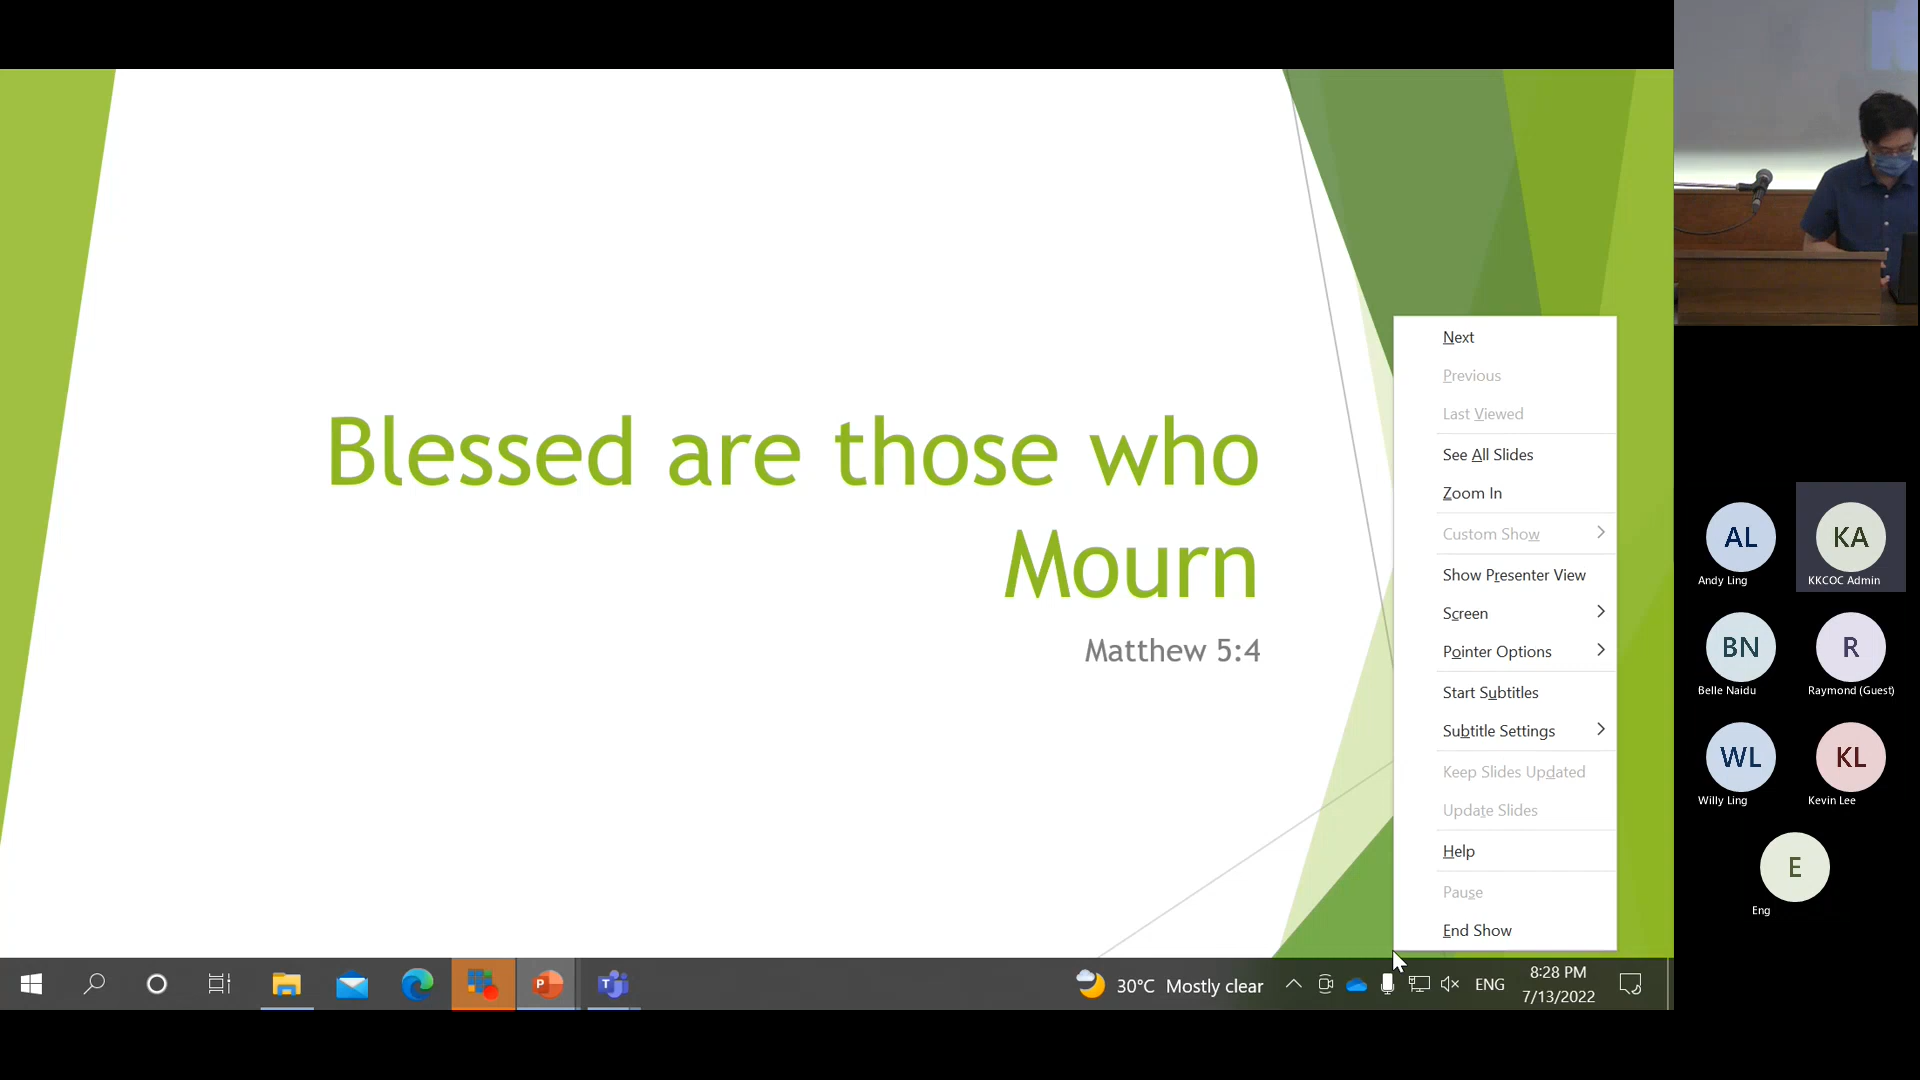 Blessed are those who
Mourn
Matthew 5:4
Next
Previous
Last Viewed
See All Slides
Zoom In
Custom Show
Show Presenter View
Screen
Pointer Options
Start Subtitles
Subtitle Settings
Keep Slides Updated
Update Slides
Help
Pause
End Show
AL
Andy Ling
KA
KKCOC Admin
BN
Belle Naidu
R
Raymond (Guest)
WL
Willy Ling
KL
Kevin Lee
E
Eng
30°C Mostly clear
ENG
8:28 PM
7/13/2022